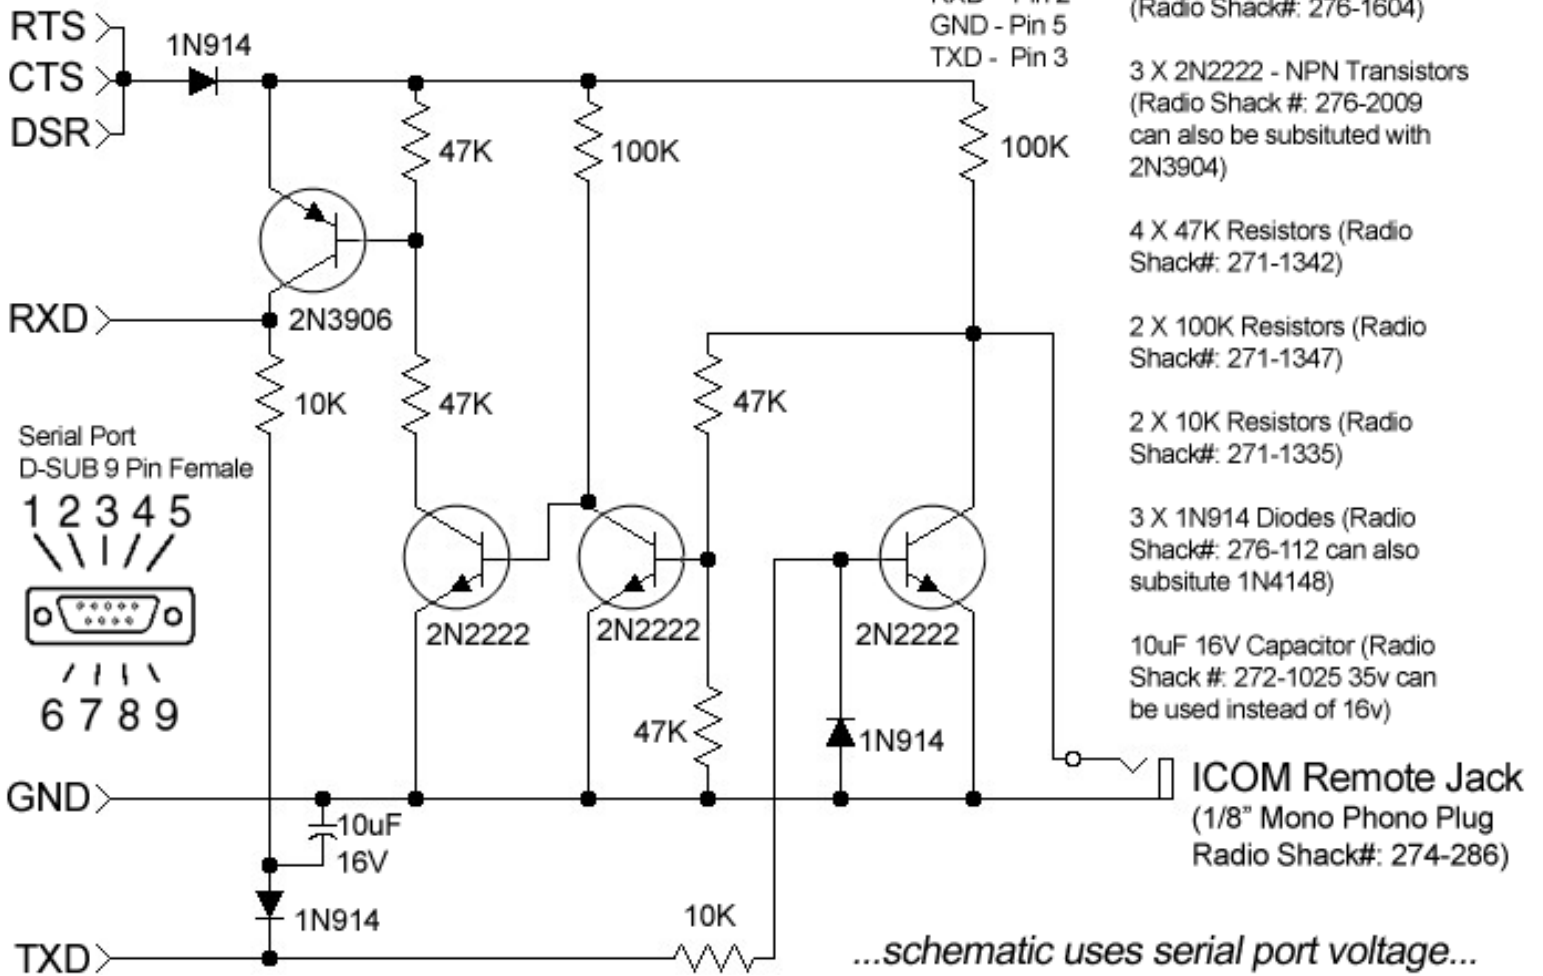 RTS
CTS
DSR
1N914
GND - Pin 5
TXD - Pin 3
(Radio Shack#: 276-1604)
3 X 2N2222 - NPN Transistors
(Radio Shack #: 276-2009
can also be subsituted with
2N3904)
47K
100K
100K
4 X 47K Resistors (Radio
Shack#: 271-1342)
RXD
2N3906
2 X 100K Resistors (Radio
Shack#: 271-1347)
10K
47K
47K
2 X 10K Resistors (Radio
Shack#: 271-1335)
Serial Port
D-SUB 9 Pin Female
1 2 3 4 5
6 7 8 9
3 X 1N914 Diodes (Radio
Shack#: 276-112 can also
subsitute 1N4148)
2N2222
2N2222
2N2222
10uF 16V Capacitor (Radio
Shack #: 272-1025 35v can
be used instead of 16v)
47K
1N914
GND
10uF
16V
ICOM Remote Jack
(1/8” Mono Phono Plug
Radio Shack#: 274-286)
1N914
10K
TXD
...schematic uses serial port voltage...